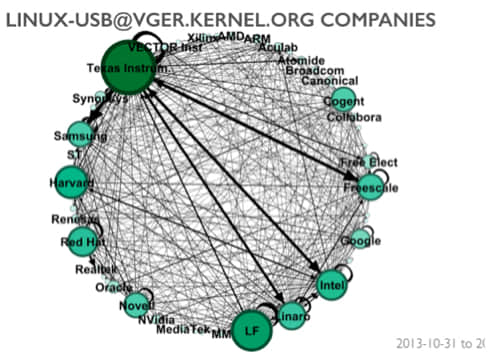 LINUX-USB@VGER.KERNEL.ORG COMPANIES
Xilinx
AMD
ARM
VECTOR Inst
Aculab
Atomide
Texas Instrum.
Broadcom
Canonical
Synopsys
Cogent
Collabora
Samsung
ST
Free Elect
Harvard
Freescale
Renesas
Red Hat
Google
Realtek
Oracle
Intel
Novell
NVidia
Linaro
MediaTek
MM
LF
2013-10-31 to 20